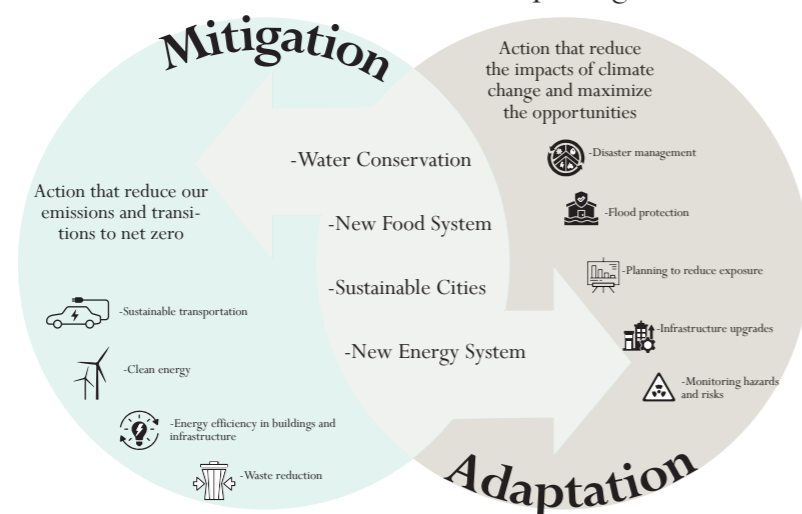 Mitigation
Action that reduce our
emissions and transi-
tions to net zero
-Sustainable transportation
-Clean energy
-Energy efficiency in buildings and
infrastructure
-Waste reduction
-Water Conservation
-New Food System
-Sustainable Cities
-New Energy System
Action that reduce
the impacts of climate
change and maximize
the opportunities
-Disaster management
-Flood protection
-Planning to reduce exposure
-Infrastructure upgrades
-Monitoring hazards
and risks
Adaptation